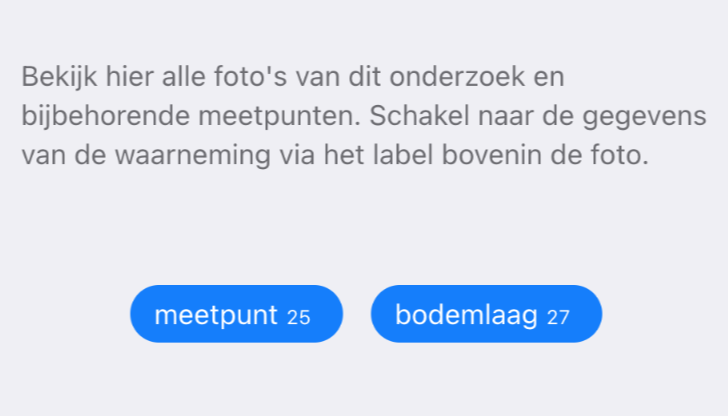 Bekijk hier alle foto's van dit onderzoek en
bijbehorende meetpunten. Schakel naar de gegevens
van de waarneming via het label bovenin de foto.
meetpunt 25 bodemlaag 27